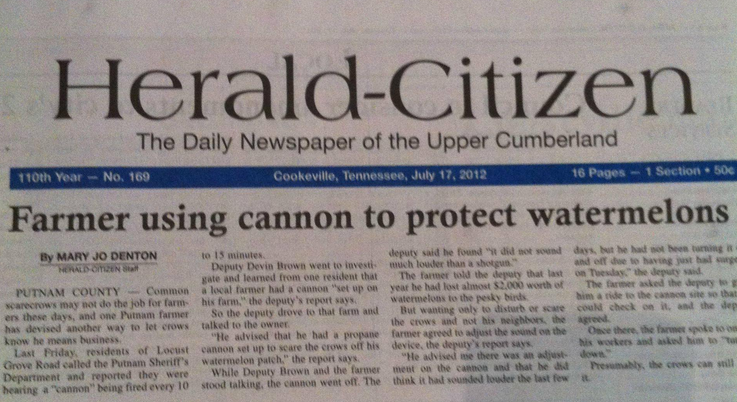 Herald-Citizen
The Daily Newspaper of the Upper Cumberland
110th Year — No. 169
Cookeville, Tennessee, July 17, 2012
16 Pages — 1 Section • 50¢
Farmer using cannon to protect watermelons
By MARY JO DENTON
HERALD-CITIZEN Staff
PUTNAM COUNTY — Common
scarecrows may not do the job for farm-
ers these days, and one Putnam farmer
has devised another way to let crows
know he means business.
Last Friday, residents of Locust
Grove Road called the Putnam Sheriff's
Department and reported they were
hearing a "cannon" being fired every 10
to 15 minutes.
Deputy Devin Brown went to investi-
gate and learned from one resident that
a local farmer had a cannon "set up on
his farm," the deputy's report says.
So the deputy drove to that farm and
talked to the owner.
"He advised that he had a propane
cannon set up to scare the crows off his
watermelon patch," the report says.
While Deputy Brown and the farmer
stood talking, the cannon went off. The
deputy said he found "it did not sound
much louder than a shotgun."
The farmer told the deputy that last
year he had lost almost $2,000 worth of
watermelons to the pesky birds.
But wanting only to disturb or scare
the crows and not his neighbors, the
farmer agreed to adjust the sound on the
device, the deputy's report says.
"He advised me there was an adjust-
ment on the cannon and that he did
think it had sounded louder the last few
days, but he had not been turning it
and off due to having just had
on Tuesday," the deputy said.
The farmer asked the deputy to
him a ride to the cannon site so that
could check on it, and the
agreed.
Once there, the farmer spoke to
his workers and asked him to
down."
Presumably, the crows can still
it.